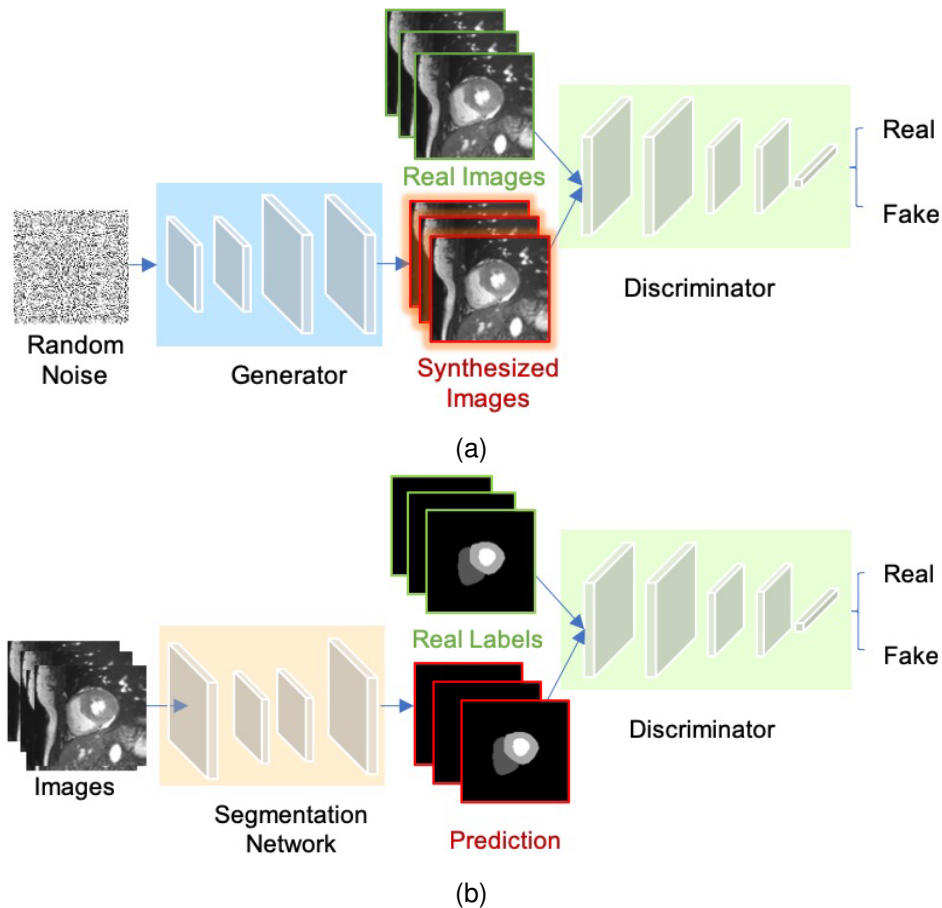 Real Images
Real
Fake
Discriminator
Random
Noise
Generator
Synthesized
Images
(a)
Real Labels
Real
Fake
Discriminator
Images
Segmentation
Network
Prediction
(b)